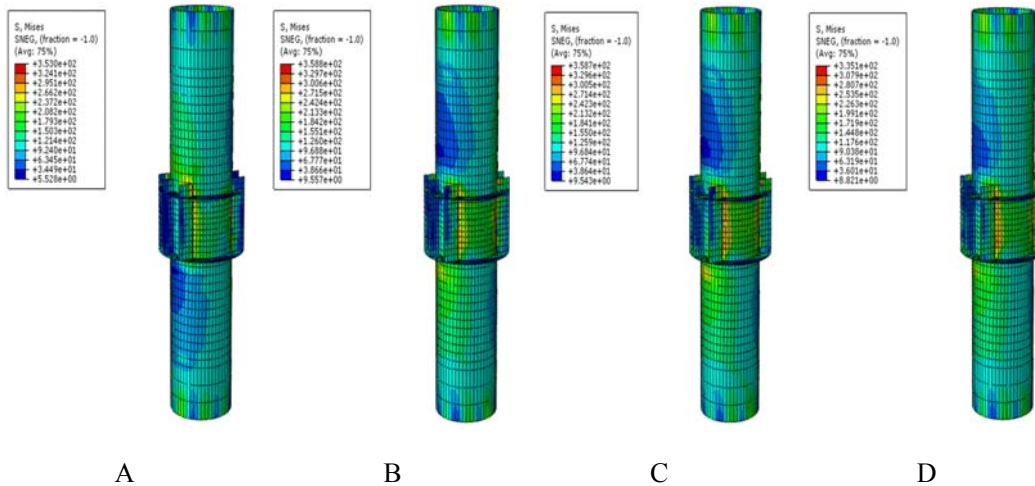 S, Mises
SNEG, (fraction = -1.0)
(Avg: 75%)
+3.530e+02
+3.241e+02
+2.951e+02
+2.662e+02
+2.372e+02
+2.082e+02
+1.793e+02
+1.503e+02
+1.214e+02
+9.240e+01
+6.345e+01
+3.449e+01
+5.528e+00
S, Mises
SNEG, (fraction = -1.0)
(Avg: 75%)
+3.588e+02
+3.297e+02
+3.006e+02
+2.715e+02
+2.424e+02
+2.133e+02
+1.842e+02
+1.551e+02
+1.260e+02
+9.688e+01
+6.777e+01
+3.866e+01
+9.557e+00
S, Mises
SNEG, (fraction = -1.0)
(Avg: 75%)
+3.587e+02
+3.296e+02
+3.005e+02
+2.714e+02
+2.423e+02
+2.132e+02
+1.841e+02
+1.550e+02
+1.259e+02
+9.684e+01
+6.774e+01
+3.864e+01
+9.543e+00
S, Mises
SNEG, (fraction = -1.0)
(Avg: 75%)
+3.351e+02
+3.079e+02
+2.807e+02
+2.535e+02
+2.263e+02
+1.991e+02
+1.719e+02
+1.448e+02
+1.176e+02
+9.038e+01
+6.319e+01
+3.601e+01
+8.821e+00
A
B
C
D